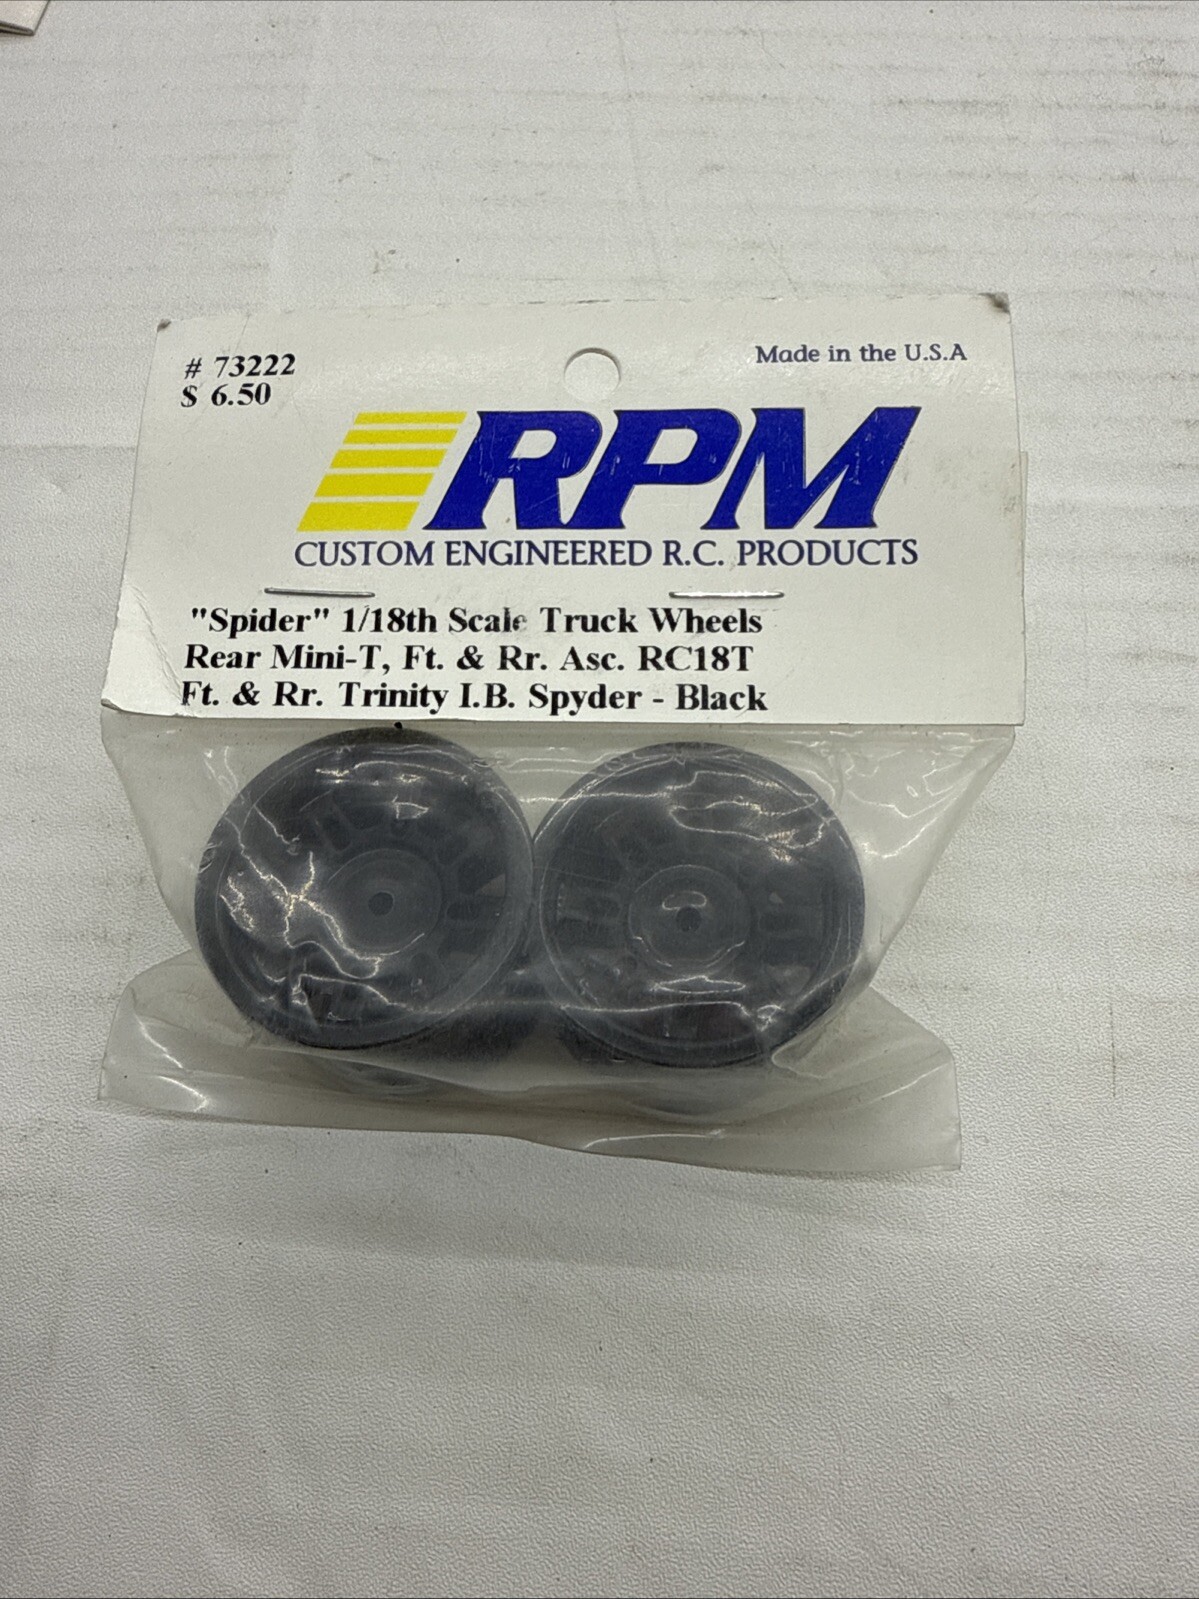 # 73222
$ 6.50
Made in the U.S.A
RPM
CUSTOM ENGINEERED R.C. PRODUCTS
"Spider" 1/18th Scale Truck Wheels
Rear Mini-T, Ft. & Rr. Asc. RC18T
Ft. & Rr. Trinity I.B. Spyder - Black